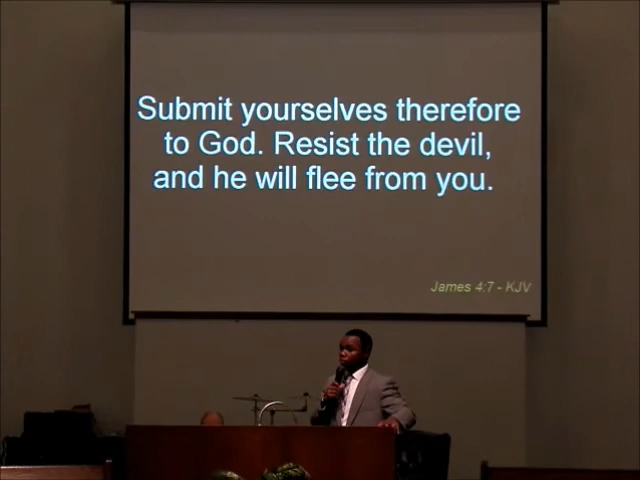 Submit yourselves therefore
to God. Resist the devil,
and he will flee from you.
James 4:7 - KJV